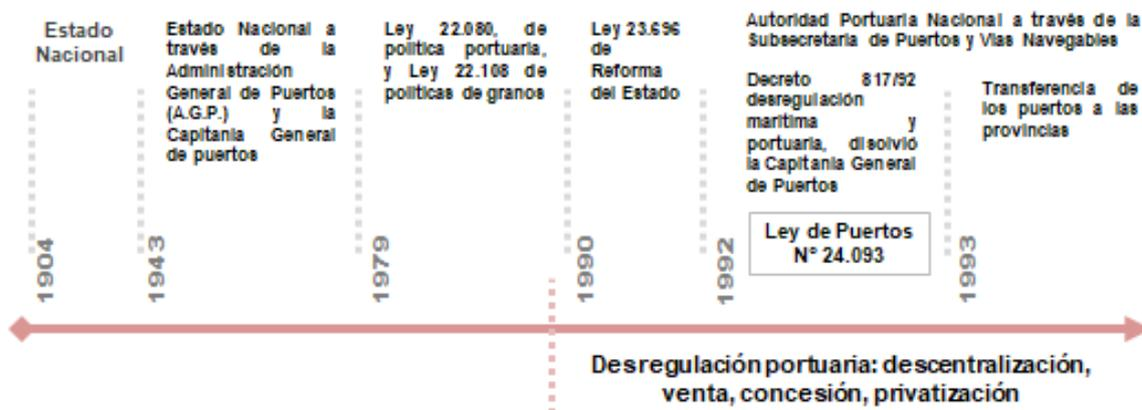 Estado
Nacional
Estado Nacional a
través de la
Administración
General de Puertos
(A.G.P.) y la
Capitanía General
de puertos
Ley 22.080, de
política portuaria,
y Ley 22.108 de
políticas de granos
Ley 23.696
de
Reforma
del Estado
Autoridad Portuaria Nacional a través de la
Subsecretaria de Puertos y Vías Navegables
Decreto 817/92
desregulación
marítima y
portuaria, disolvió
la Capitanía General
de Puertos
Ley de Puertos
N° 24.093
Transferencia de
los puertos a las
provincias
1904
1943
1979
1990
1992
1993
Desregulación portuaria: descentralización,
venta, concesión, privatización